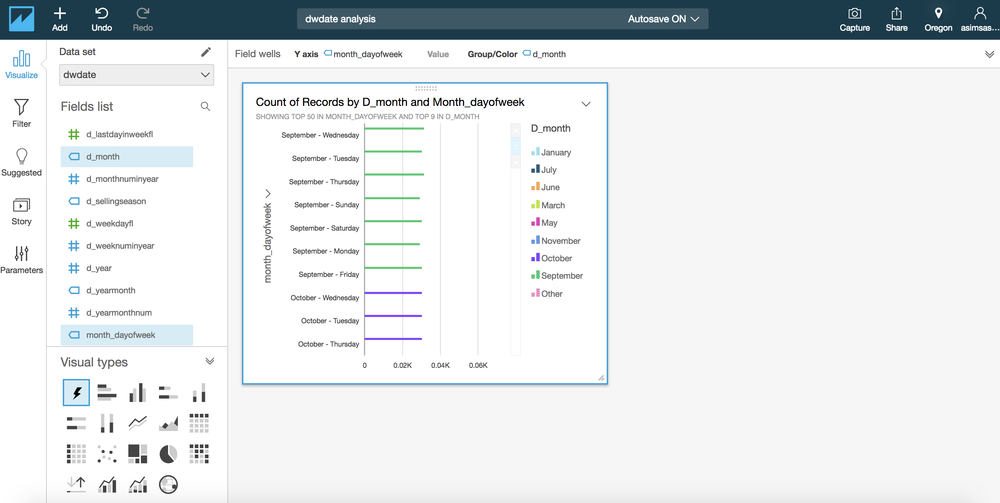 Add
Undo
Redo
dwdate analysis
Autosave ON
Capture
Share
Oregon
asimsas...
Visualize
Filter
Suggested
Story
Parameters
Data set
dwdate
Fields list
d_lastdayinweekfl
d_month
d_monthnuminyear
d_sellingseason
d_weekdayfl
d_weeknuminyear
d_year
d_yearmonth
d_yearmonthnum
month_dayofweek
Visual types
Field wells
Y axis month_dayofweek
Value
Group/Color d_month
Count of Records by D_month and Month_dayofweek
SHOWING TOP 50 IN MONTH_DAYOFWEEK AND TOP 9 IN D_MONTH
month_dayofweek
September - Wednesday
September - Tuesday
September - Thursday
September - Sunday
September - Saturday
September - Monday
September - Friday
October - Wednesday
October - Tuesday
October - Thursday
0
0.02K
0.04K
0.06K
D_month
January
July
June
March
May
November
October
September
Other